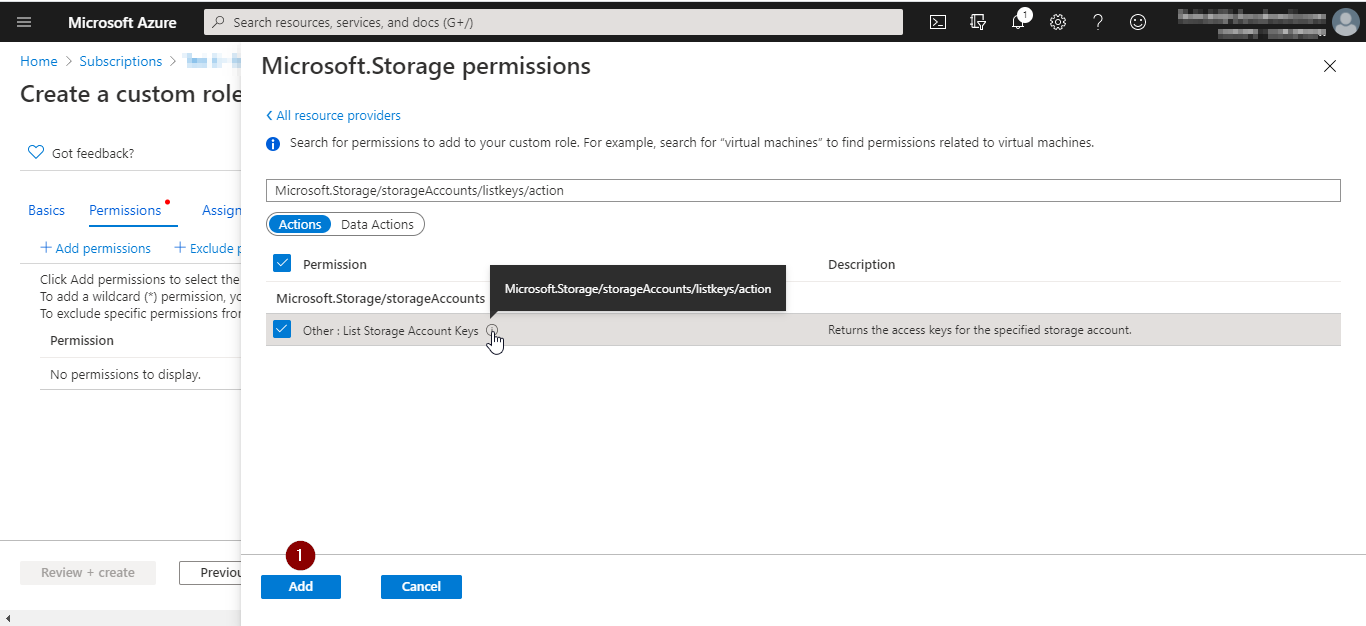 Microsoft Azure
Search resources, services, and docs (G+/)
1
Home > Subscriptions >
Create a custom role
Got feedback?
Basics Permissions Assign
+ Add permissions + Exclude p
Click Add permissions to select the
To add a wildcard (*) permission, yo
To exclude specific permissions from
Permission
No permissions to display.
Review + create Previou
Microsoft.Storage permissions
All resource providers
Search for permissions to add to your custom role. For example, search for “virtual machines” to find permissions related to virtual machines.
Microsoft.Storage/storageAccounts/listkeys/action
Actions Data Actions
Permission Description
Microsoft.Storage/storageAccounts
Microsoft.Storage/storageAccounts/listkeys/action
Other : List Storage Account Keys Returns the access keys for the specified storage account.
1
Add Cancel